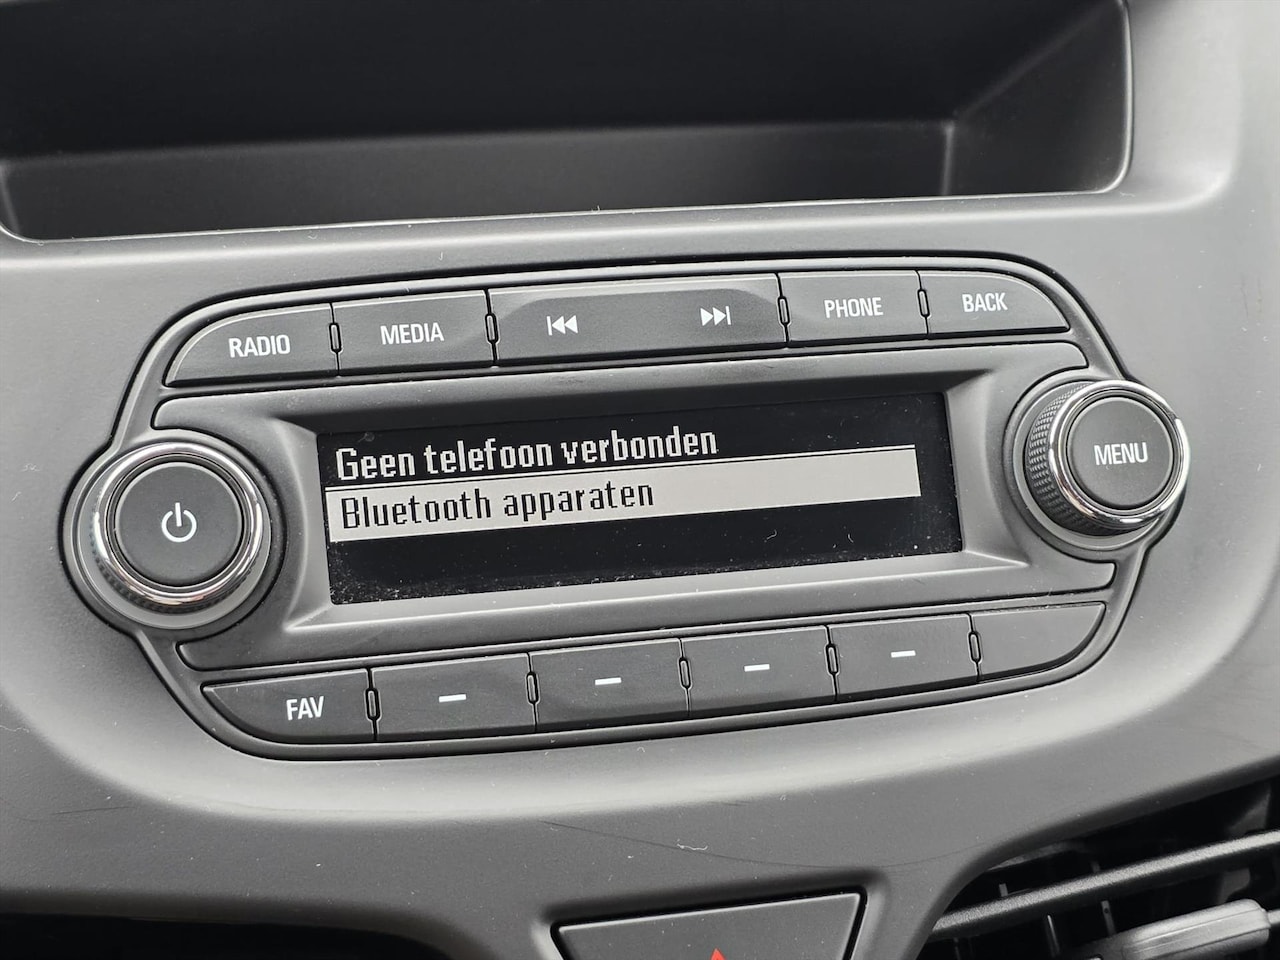 RADIO MEDIA PHONE BACK
Geen telefoon verbonden
Bluetooth apparaten
MENU
FAV